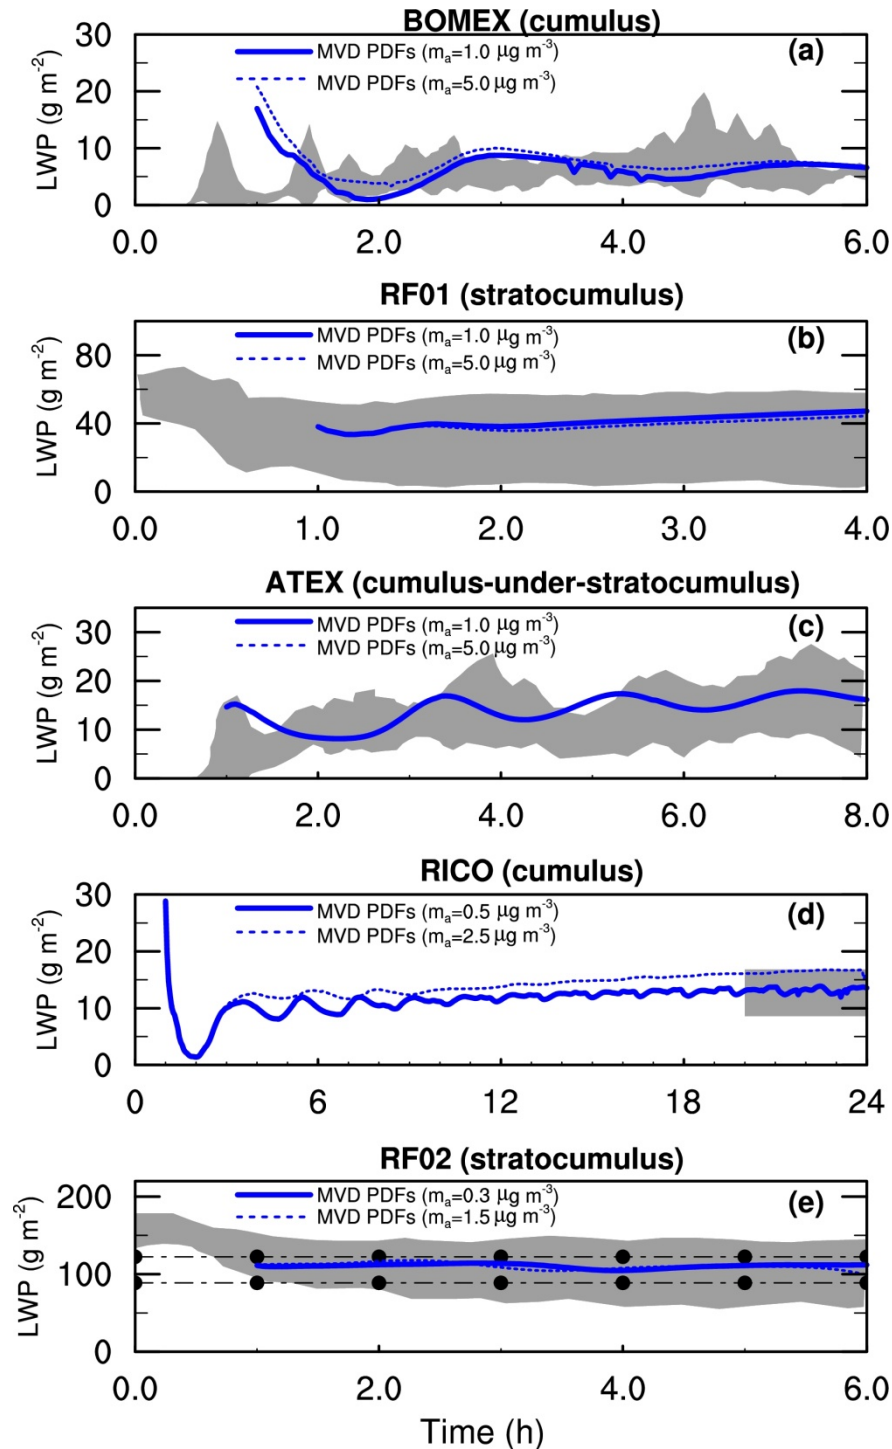 BOMEX (cumulus)
30
20
10
0
LWP (g m-2)
MVD PDFs (ma=1.0 μg m-3)
MVD PDFs (ma=5.0 μg m-3)
(a)
0.0 2.0 4.0 6.0
RF01 (stratocumulus)
80
40
0
LWP (g m-2)
MVD PDFs (ma=1.0 μg m-3)
MVD PDFs (ma=5.0 μg m-3)
(b)
0.0 1.0 2.0 3.0 4.0
ATEX (cumulus-under-stratocumulus)
30
20
10
0
LWP (g m-2)
MVD PDFs (ma=1.0 μg m-3)
MVD PDFs (ma=5.0 μg m-3)
(c)
0.0 2.0 4.0 6.0 8.0
RICO (cumulus)
30
20
10
0
LWP (g m-2)
MVD PDFs (ma=0.5 μg m-3)
MVD PDFs (ma=2.5 μg m-3)
(d)
0 6 12 18 24
RF02 (stratocumulus)
200
100
0
LWP (g m-2)
MVD PDFs (ma=0.3 μg m-3)
MVD PDFs (ma=1.5 μg m-3)
(e)
0.0 2.0 4.0 6.0
Time (h)